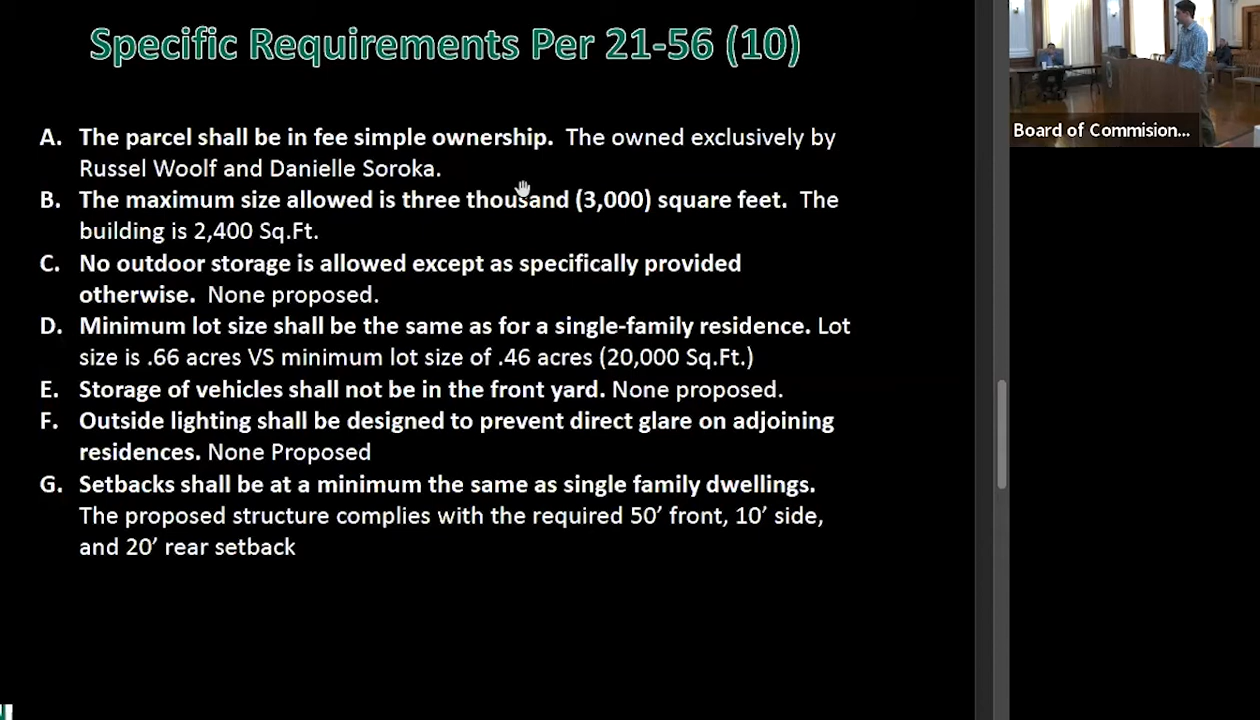 Specific Requirements Per 21-56 (10)
A. The parcel shall be in fee simple ownership. The owned exclusively by
Russel Woolf and Danielle Soroka.
B. The maximum size allowed is three thousand (3,000) square feet. The
building is 2,400 Sq.Ft.
C. No outdoor storage is allowed except as specifically provided
otherwise. None proposed.
D. Minimum lot size shall be the same as for a single-family residence. Lot
size is .66 acres VS minimum lot size of .46 acres (20,000 Sq.Ft.)
E. Storage of vehicles shall not be in the front yard. None proposed.
F. Outside lighting shall be designed to prevent direct glare on adjoining
residences. None Proposed
G. Setbacks shall be at a minimum the same as single family dwellings.
The proposed structure complies with the required 50’ front, 10’ side,
and 20’ rear setback
Board of Commision...